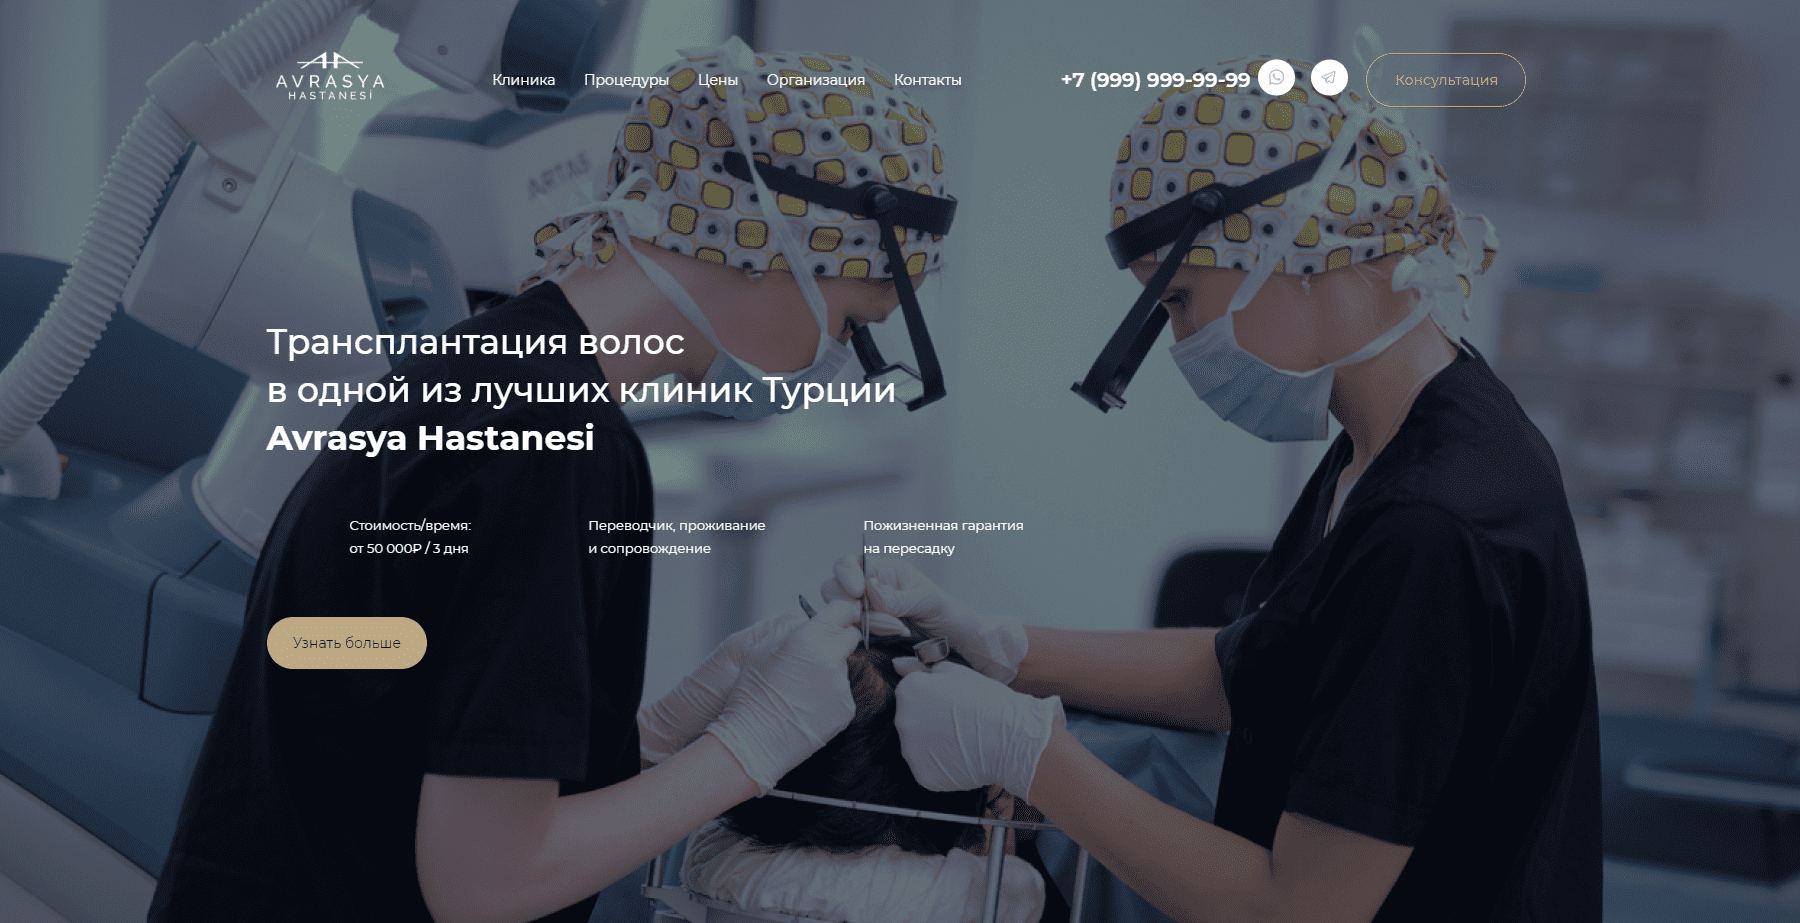 AVRASYA
HASTANESİ
Клиника
Процедуры
Цены
Организация
Контакты
+7 (999) 999-99-99
Консультация
ARTAS
Трансплантация волос
в одной из лучших клиник Турции
Avrasya Hastanesi
Стоимость/время:
от 50 000₽ / 3 дня
Переводчик, проживание
и сопровождение
Пожизненная гарантия
на пересадку
Узнать больше